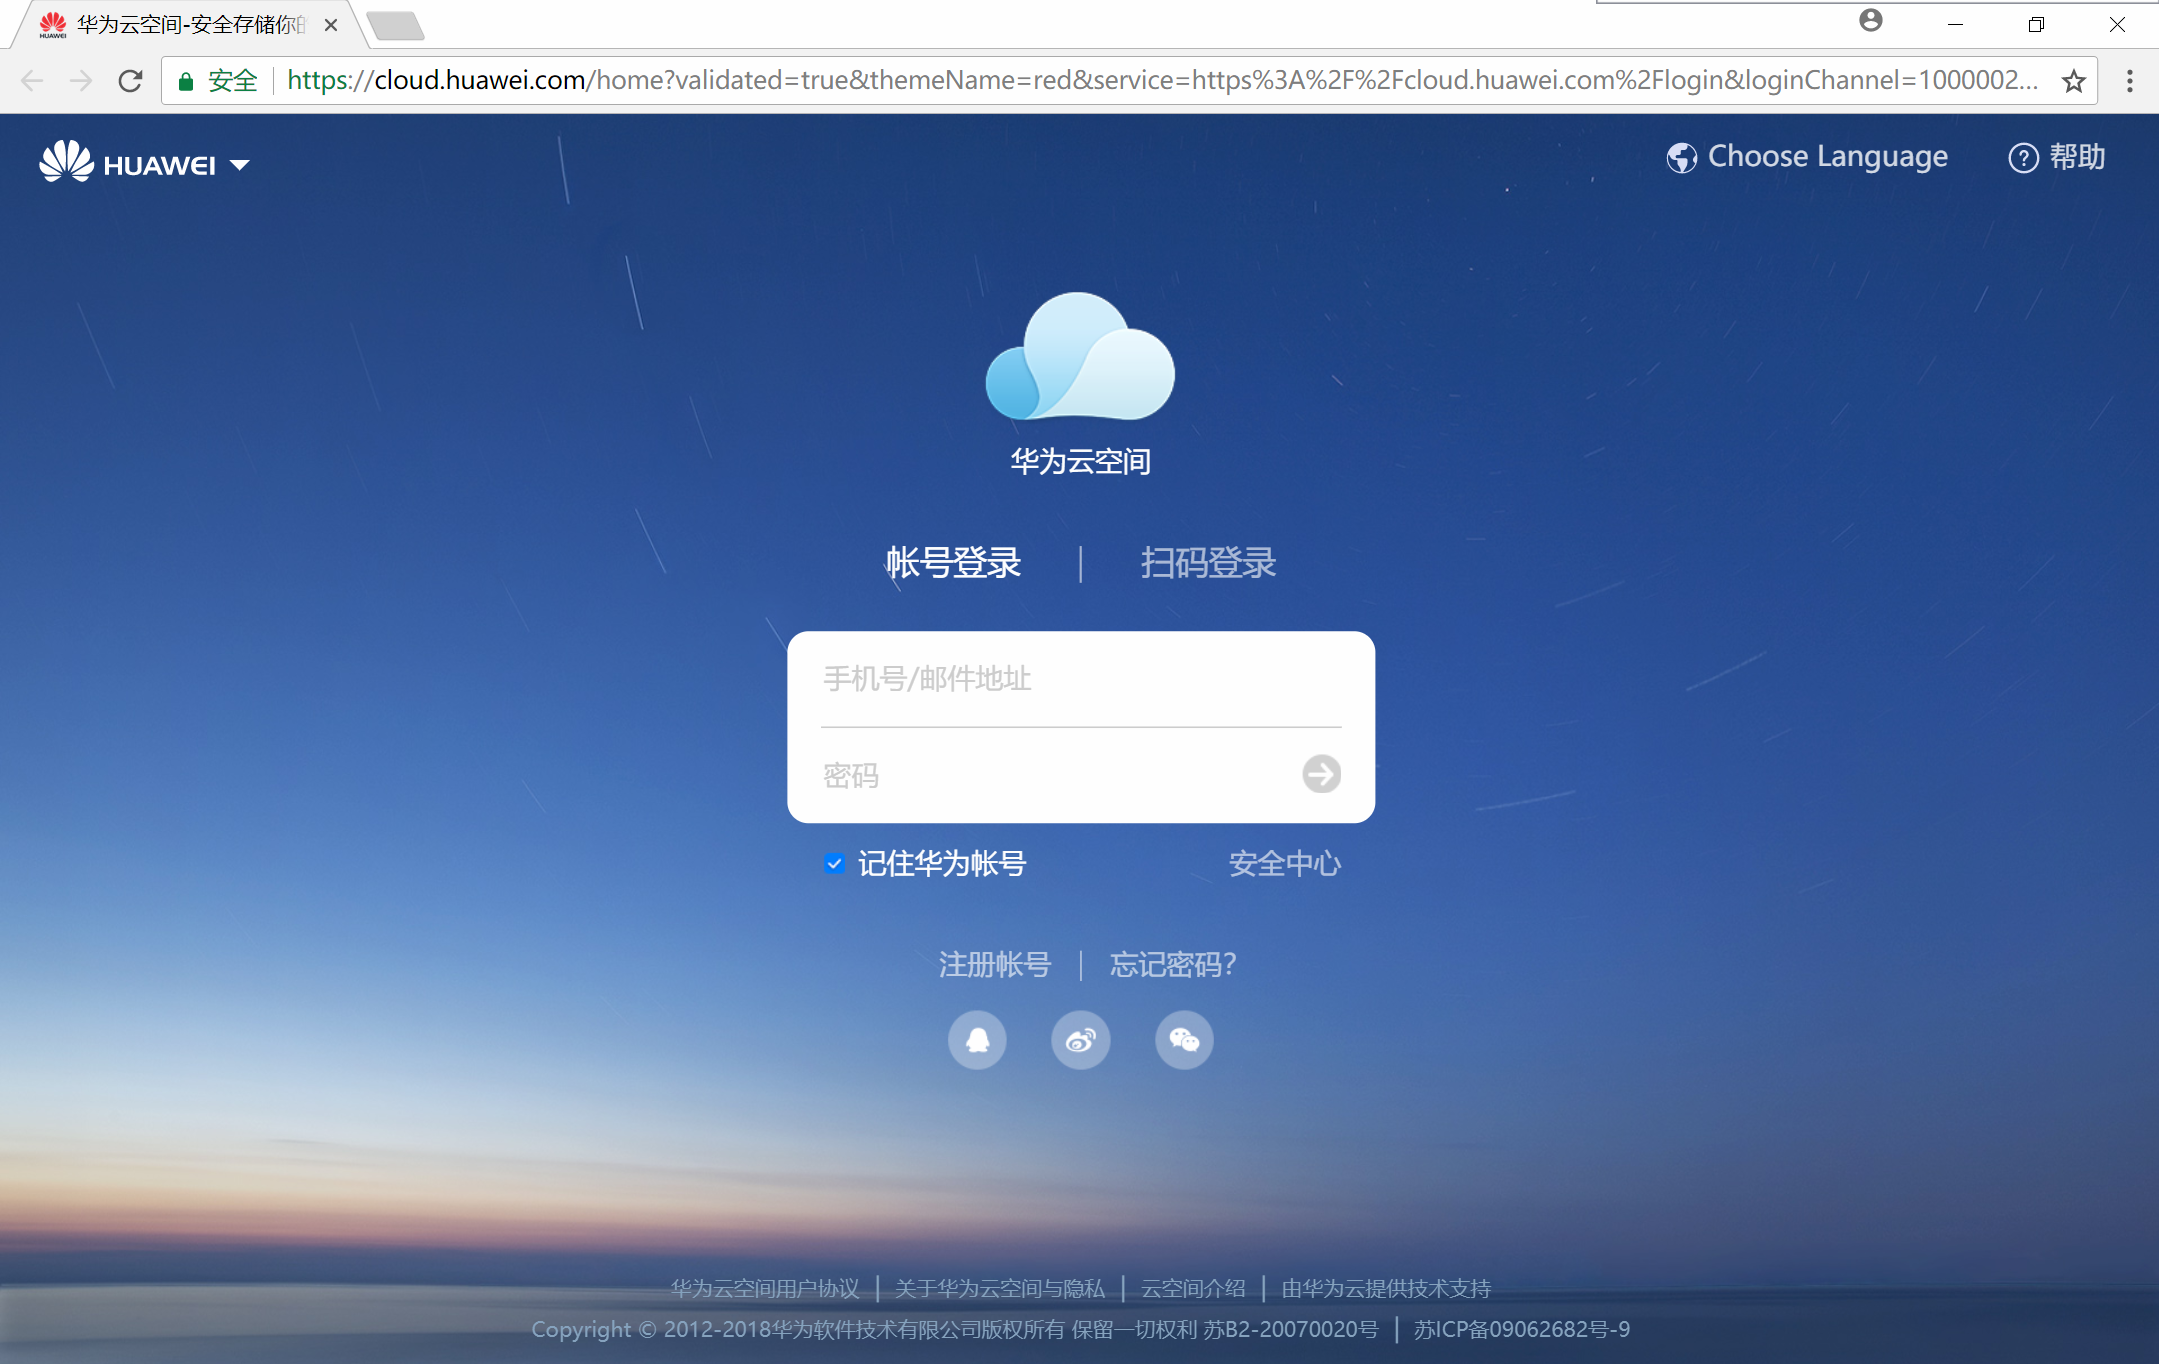 华为云空间-安全存储你
安全 https://cloud.huawei.com/home?validated=true&themeName=red&service=https%3A%2F%2Fcloud.huawei.com%2Flogin&loginChannel=1000002...
HUAWEI
Choose Language
帮助
华为云空间
帐号登录 | 扫码登录
手机号/邮件地址
密码
记住华为帐号
安全中心
注册帐号 | 忘记密码?
华为云空间用户协议 | 关于华为云空间与隐私 | 云空间介绍 | 由华为云提供技术支持
Copyright © 2012-2018华为软件技术有限公司版权所有 保留一切权利 苏B2-20070020号 | 苏ICP备09062682号-9